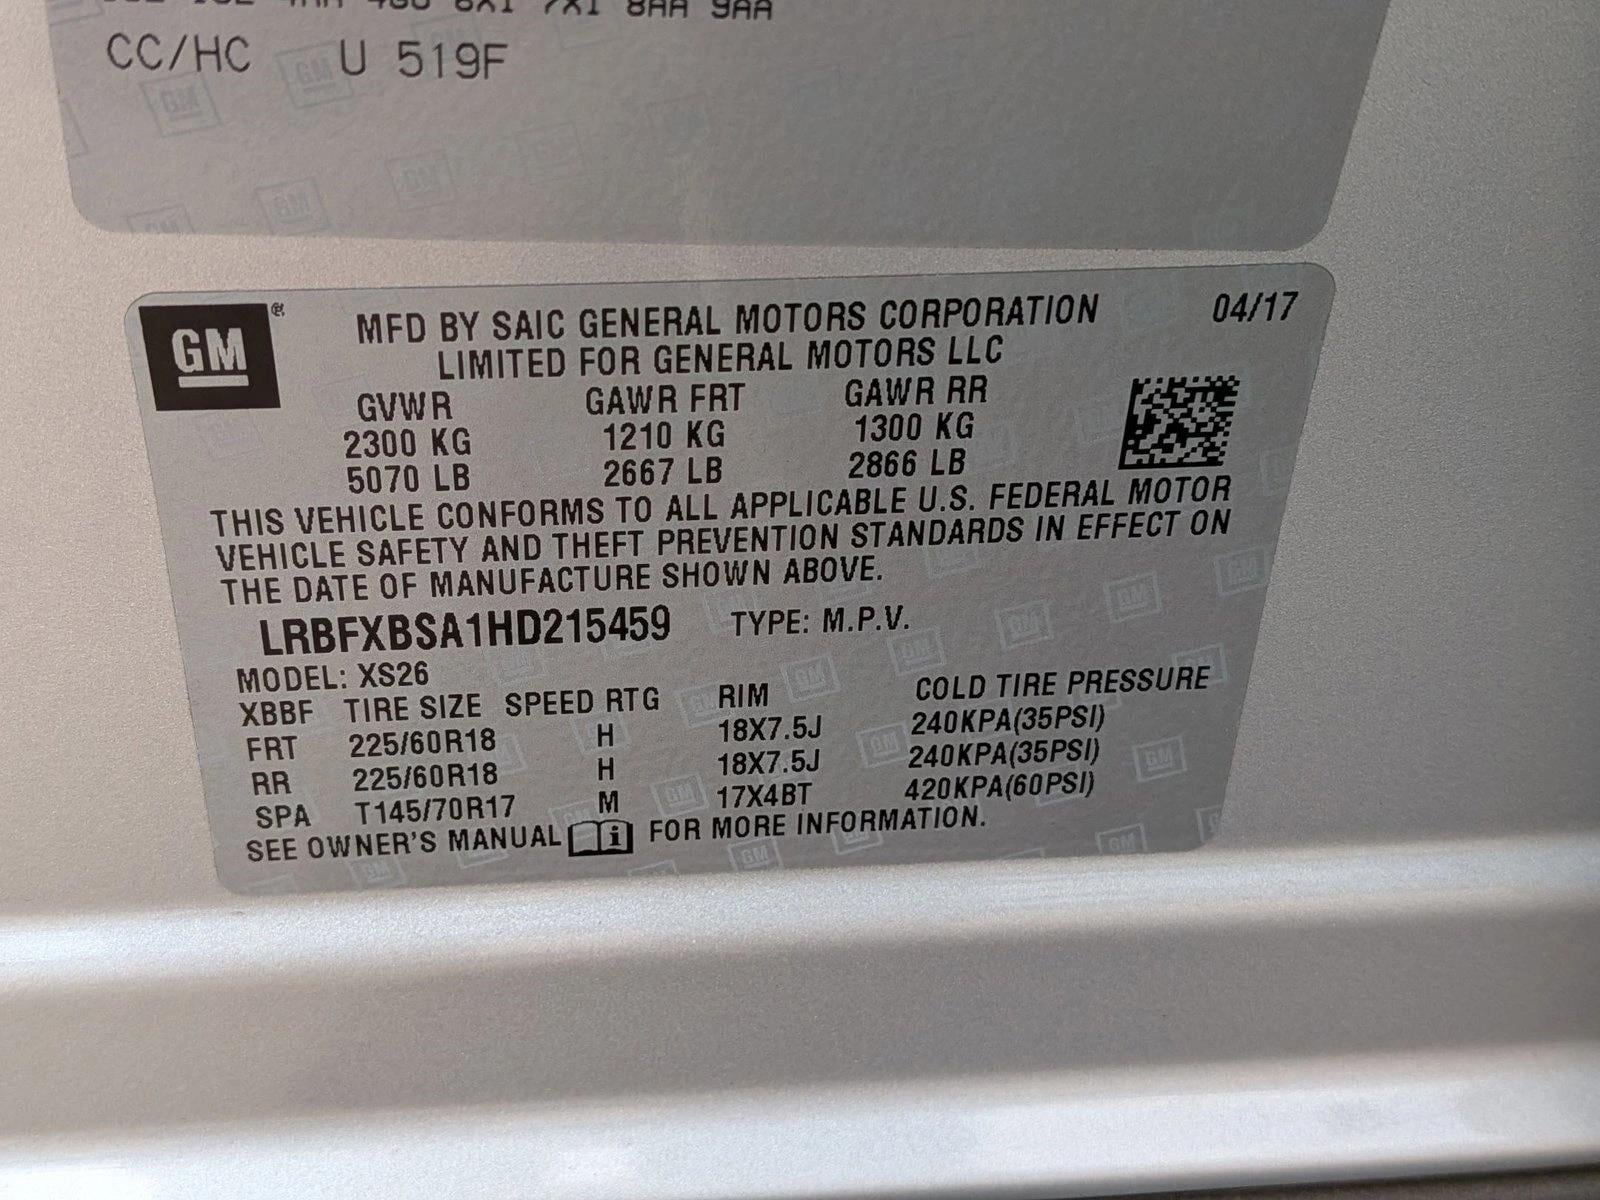 8AA 9AA
CC/HC U 519F
GM ® MFD BY SAIC GENERAL MOTORS CORPORATION 04/17
LIMITED FOR GENERAL MOTORS LLC
GVWR GAWR FRT GAWR RR
2300 KG 1210 KG 1300 KG
5070 LB 2667 LB 2866 LB
THIS VEHICLE CONFORMS TO ALL APPLICABLE U.S. FEDERAL MOTOR
VEHICLE SAFETY AND THEFT PREVENTION STANDARDS IN EFFECT ON
THE DATE OF MANUFACTURE SHOWN ABOVE.
LRBFXBSA1HD215459 TYPE: M.P.V.
MODEL: XS26
XBBF TIRE SIZE SPEED RTG RIM COLD TIRE PRESSURE
FRT 225/60R18 H 18X7.5J 240KPA(35PSI)
RR 225/60R18 H 18X7.5J 240KPA(35PSI)
SPA T145/70R17 M 17X4BT 420KPA(60PSI)
SEE OWNER'S MANUAL i FOR MORE INFORMATION.